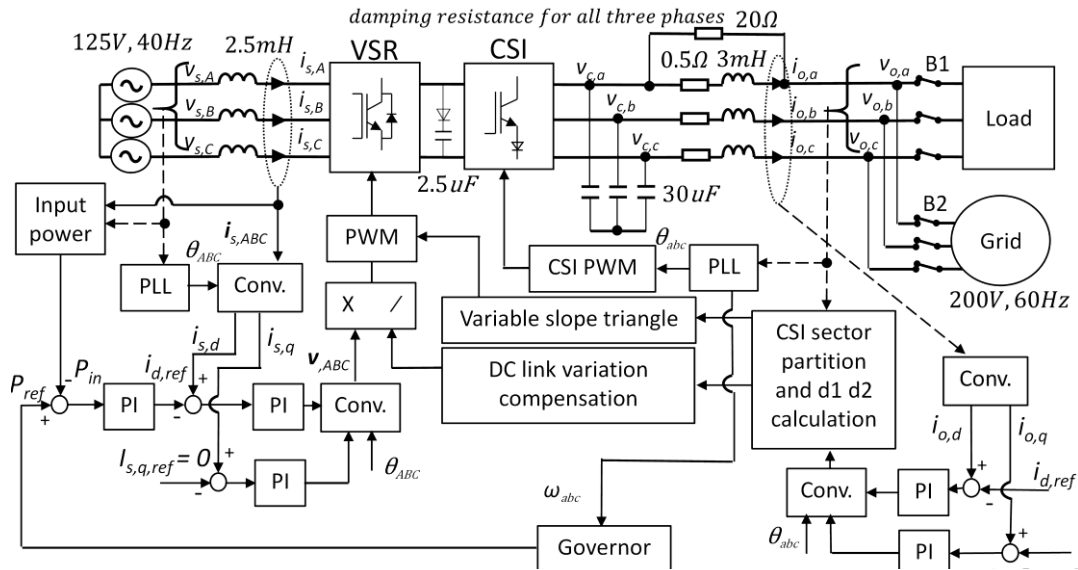 damping resistance for all three phases
20Ω
125V, 40Hz
2.5mH
VSR
CSI
0.5Ω 3mH
B1
v_{s,A}
v_{s,B}
v_{s,C}
i_{s,A}
i_{s,B}
i_{s,C}
v_{c,a}
v_{c,b}
v_{c,c}
i_{o,a}
i_{o,b}
i_{o,c}
v_{o,a}
v_{o,b}
v_{o,c}
Load
2.5uF
30uF
B2
Grid
200V, 60Hz
Input power
i_{s,ABC}
θ_{ABC}
PLL
Conv.
PWM
X /
CSI PWM
θ_{abc}
PLL
Variable slope triangle
DC link variation compensation
CSI sector partition and d1 d2 calculation
Conv.
i_{s,d}
i_{s,q}
v_{,ABC}
P_{ref}
+
-
P_{in}
PI
i_{d,ref}
+
-
PI
Conv.
I_{s,q,ref} = 0
+
-
PI
θ_{ABC}
ω_{abc}
Governor
i_{o,d}
i_{o,q}
Conv.
PI
+
-
i_{d,ref}
θ_{abc}
PI
+